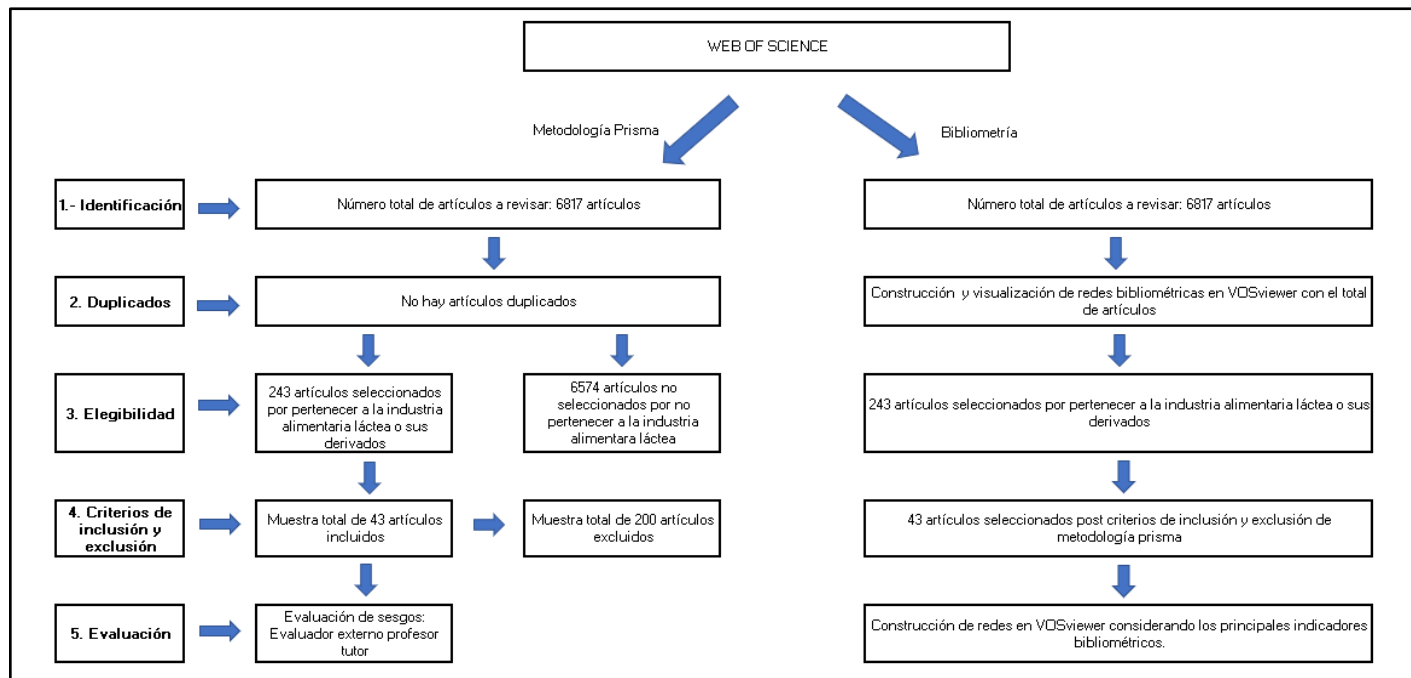 WEB OF SCIENCE
Metodología Prisma
Bibliometría
1.- Identificación
Número total de artículos a revisar: 6817 artículos
Número total de artículos a revisar: 6817 artículos
2. Duplicados
No hay artículos duplicados
Construcción y visualización de redes bibliométricas en VOSviewer con el total
de artículos
3. Elegibilidad
243 artículos seleccionados
por pertenecer a la industria
alimentaria láctea o sus
derivados
6574 artículos no
seleccionados por no
pertenecer a la industria
alimentara láctea
243 artículos seleccionados por pertenecer a la industria alimentaria láctea o sus
derivados
4. Criterios de
inclusión y
exclusión
Muestra total de 43 artículos
incluidos
Muestra total de 200 artículos
excluidos
43 artículos seleccionados post criterios de inclusión y exclusión de
metodología prisma
5. Evaluación
Evaluación de sesgos:
Evaluador externo profesor
tutor
Construcción de redes en VOSviewer considerando los principales indicadores
bibliométricos.